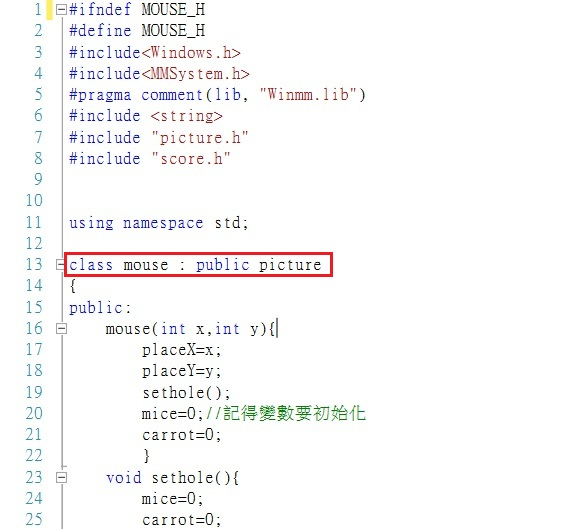 1 #ifndef MOUSE_H
2 #define MOUSE_H
3 #include<Windows.h>
4 #include<MMSystem.h>
5 #pragma comment(lib, "Winmm.lib")
6 #include <string>
7 #include "picture.h"
8 #include "score.h"
9
10
11 using namespace std;
12
13 class mouse : public picture
14 {
15 public:
16 mouse(int x,int y){
17 placeX=x;
18 placeY=y;
19 sethole();
20 mice=0;//記得變數要初始化
21 carrot=0;
22 }
23 void sethole(){
24 mice=0;
25 carrot=0;